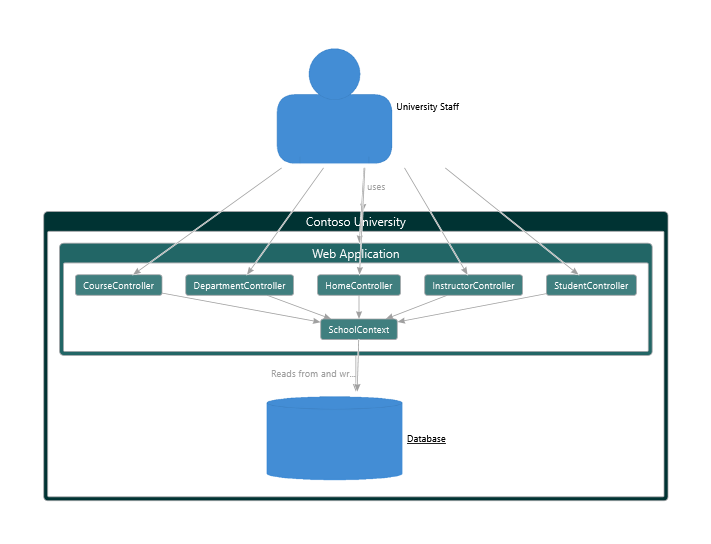 University Staff
uses
Contoso University
Web Application
CourseController
DepartmentController
HomeController
InstructorController
StudentController
SchoolContext
Reads from and wr...
Database